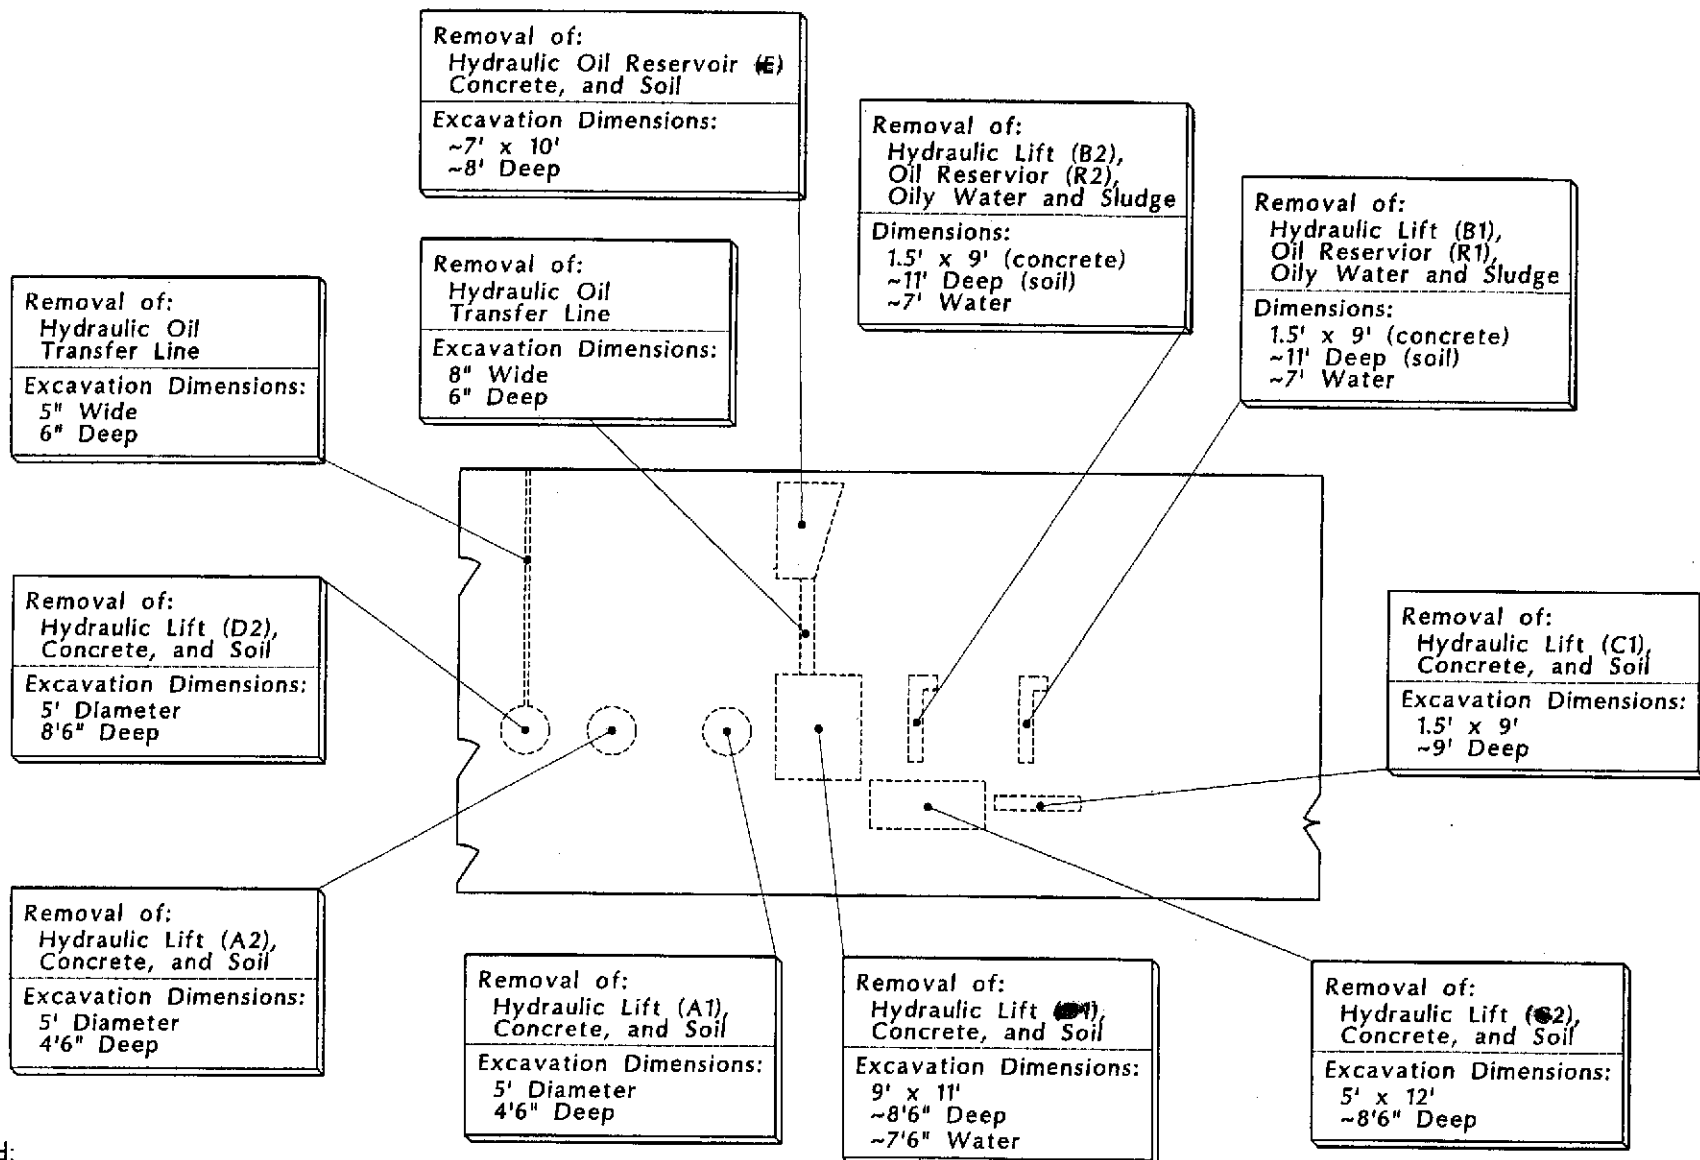 Removal of:
Hydraulic Oil Reservoir (E)
Concrete, and Soil
Excavation Dimensions:
~7' x 10'
~8' Deep
Removal of:
Hydraulic Lift (B2),
Oil Reservior (R2),
Oily Water and Sludge
Dimensions:
1.5' x 9' (concrete)
~11' Deep (soil)
~7' Water
Removal of:
Hydraulic Lift (B1),
Oil Reservior (R1),
Oily Water and Sludge
Dimensions:
1.5' x 9' (concrete)
~11' Deep (soil)
~7' Water
Removal of:
Hydraulic Oil
Transfer Line
Excavation Dimensions:
8" Wide
6" Deep
Removal of:
Hydraulic Oil
Transfer Line
Excavation Dimensions:
5" Wide
6" Deep
Removal of:
Hydraulic Lift (D2),
Concrete, and Soil
Excavation Dimensions:
5' Diameter
8'6" Deep
Removal of:
Hydraulic Lift (C1),
Concrete, and Soil
Excavation Dimensions:
1.5' x 9'
~9' Deep
Removal of:
Hydraulic Lift (A2),
Concrete, and Soil
Excavation Dimensions:
5' Diameter
4'6" Deep
Removal of:
Hydraulic Lift (A1),
Concrete, and Soil
Excavation Dimensions:
5' Diameter
4'6" Deep
Removal of:
Hydraulic Lift
Concrete, and Soil
Excavation Dimensions:
9' x 11'
~8'6" Deep
~7'6" Water
Removal of:
Hydraulic Lift
Concrete, and Soil
Excavation Dimensions:
5' x 12'
~8'6" Deep